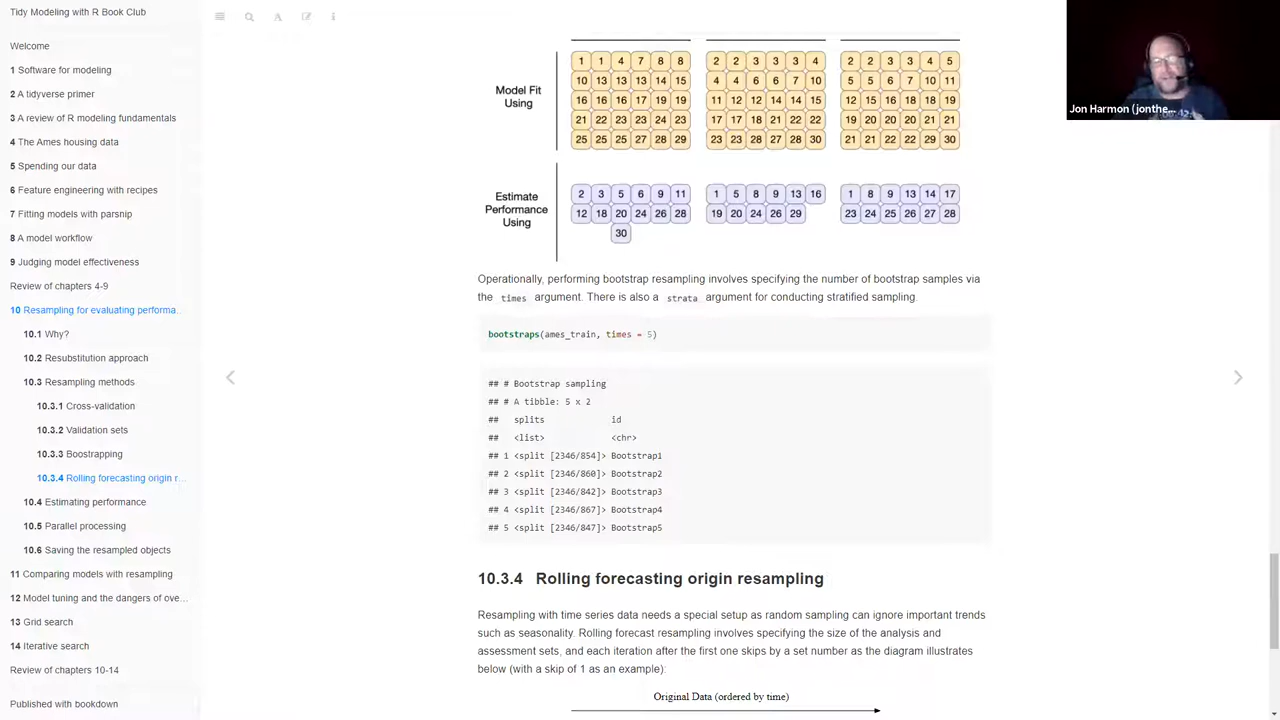 Tidy Modeling with R Book Club
Welcome
1 Software for modeling
2 A tidyverse primer
3 A review of R modeling fundamentals
4 The Ames housing data
5 Spending our data
6 Feature engineering with recipes
7 Fitting models with parsnip
8 A model workflow
9 Judging model effectiveness
Review of chapters 4-9
10 Resampling for evaluating performa...
10.1 Why?
10.2 Resubstitution approach
10.3 Resampling methods
10.3.1 Cross-validation
10.3.2 Validation sets
10.3.3 Boostrapping
10.3.4 Rolling forecasting origin r...
10.4 Estimating performance
10.5 Parallel processing
10.6 Saving the resampled objects
11 Comparing models with resampling
12 Model tuning and the dangers of ove...
13 Grid search
14 Iterative search
Review of chapters 10-14
Published with bookdown
Model Fit
Using
1 1 4 7 8 8 2 2 3 3 3 4 2 2 3 3 4 5
10 13 13 13 14 15 4 4 6 7 7 10 5 5 6 7 10 11
16 16 16 17 19 19 11 12 12 14 14 15 12 15 16 18 18 19
21 22 23 23 24 23 17 17 18 21 22 22 19 20 20 20 21 21
25 25 25 27 28 29 23 23 28 27 28 30 21 21 22 22 29 30
Estimate
Performance
Using
2 3 5 6 9 11 1 5 8 9 13 16 1 8 9 13 14 17
12 18 20 24 26 28 19 20 24 26 29 23 24 25 26 27 28
30
Operationally, performing bootstrap resampling involves specifying the number of bootstrap samples via
the times argument. There is also a strata argument for conducting stratified sampling.
bootstraps(ames_train, times = 5)
## # Bootstrap sampling
## # A tibble: 5 x 2
## splits id
## <list> <chr>
## 1 <split [2346/854]> Bootstrap1
## 2 <split [2346/860]> Bootstrap2
## 3 <split [2346/842]> Bootstrap3
## 4 <split [2346/867]> Bootstrap4
## 5 <split [2346/847]> Bootstrap5
10.3.4 Rolling forecasting origin resampling
Resampling with time series data needs a special setup as random sampling can ignore important trends
such as seasonality. Rolling forecast resampling involves specifying the size of the analysis and
assessment sets, and each iteration after the first one skips by a set number as the diagram illustrates
below (with a skip of 1 as an example):
Original Data (ordered by time)
Jon Harmon (jonthe...